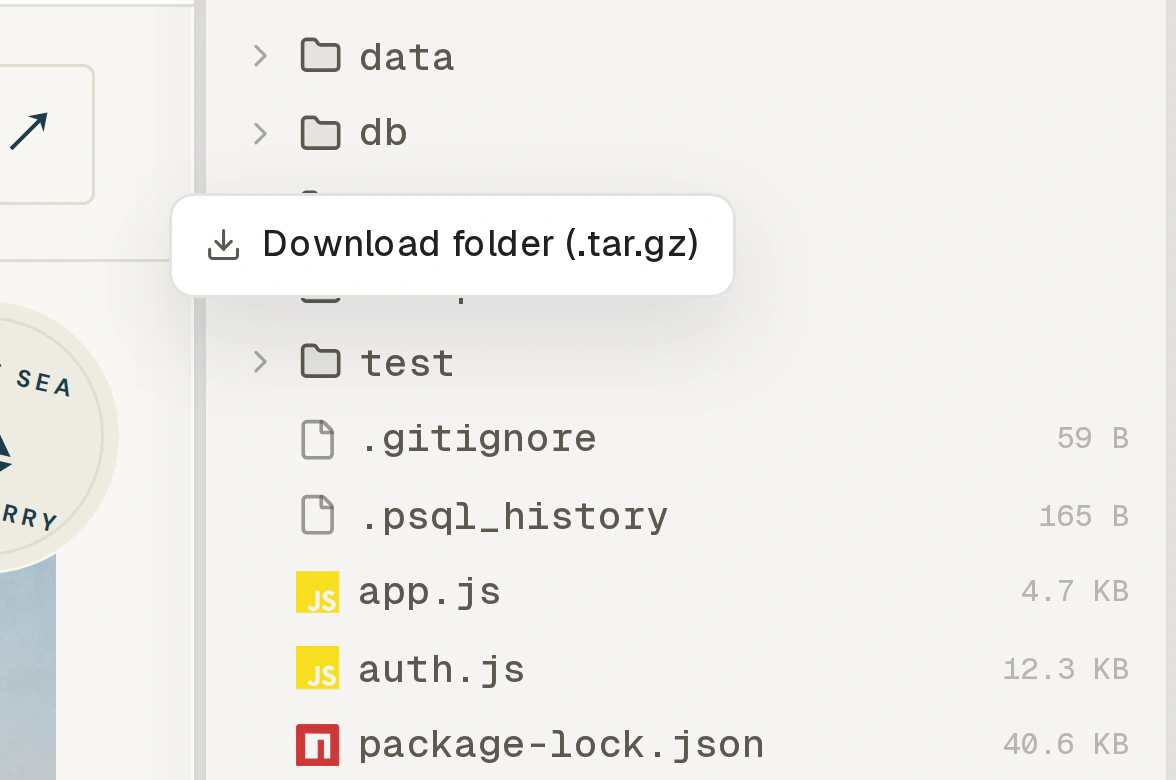 data
db
Download folder (.tar.gz)
test
SEA
.gitignore 59 B
RRY
.psql_history 165 B
JS app.js 4.7 KB
JS auth.js 12.3 KB
package-lock.json 40.6 KB